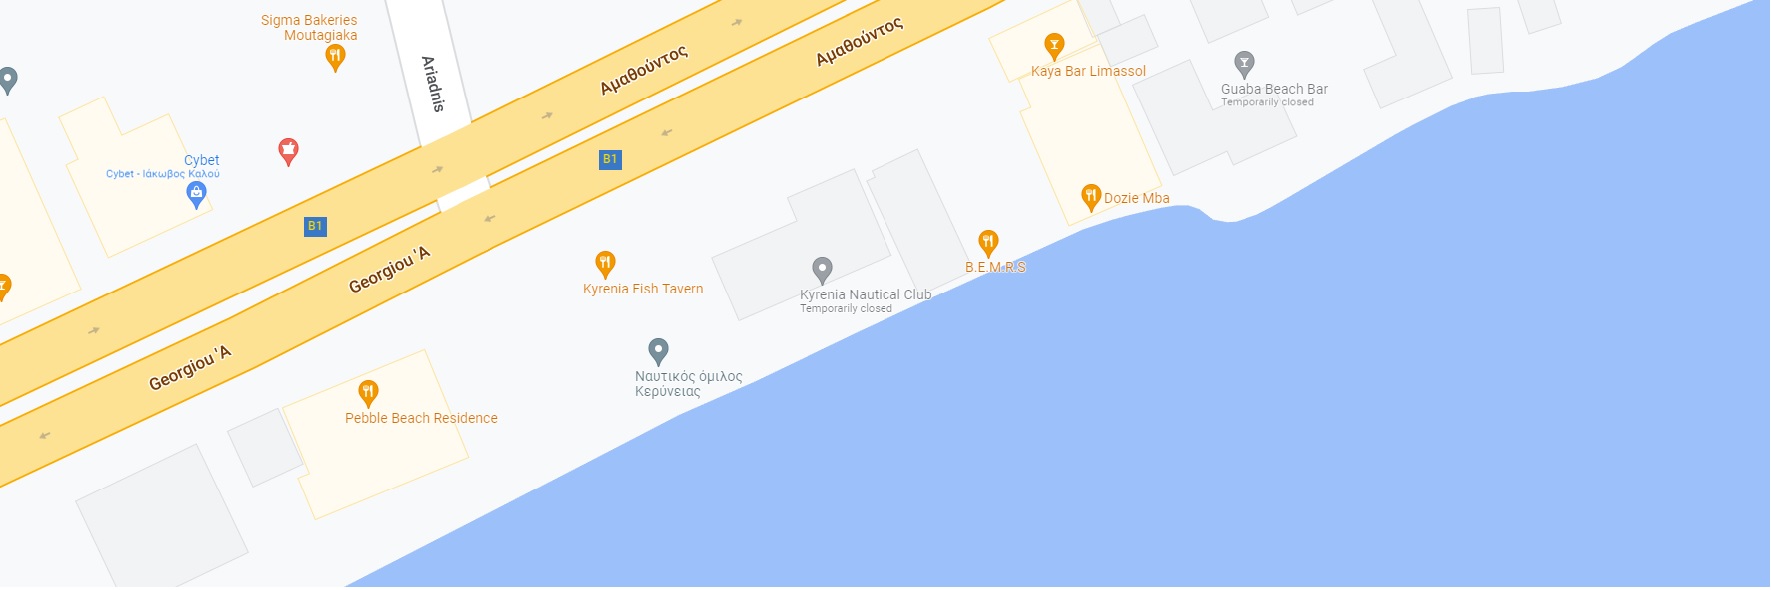 Sigma Bakeries
Moutagiaka
Ariadnis
Αμαθούντος
Αμαθούντος
Kaya Bar Limassol
Guaba Beach Bar
Temporarily closed
B1
Cybet
Cybet - Ιάκωβος Καλού
B1
Dozie Mba
Georgiou 'A
B.E.M.R.S
Kyrenia Fish Tavern
Kyrenia Nautical Club
Temporarily closed
Georgiou 'A
Ναυτικός όμιλος
Κερύνειας
Pebble Beach Residence